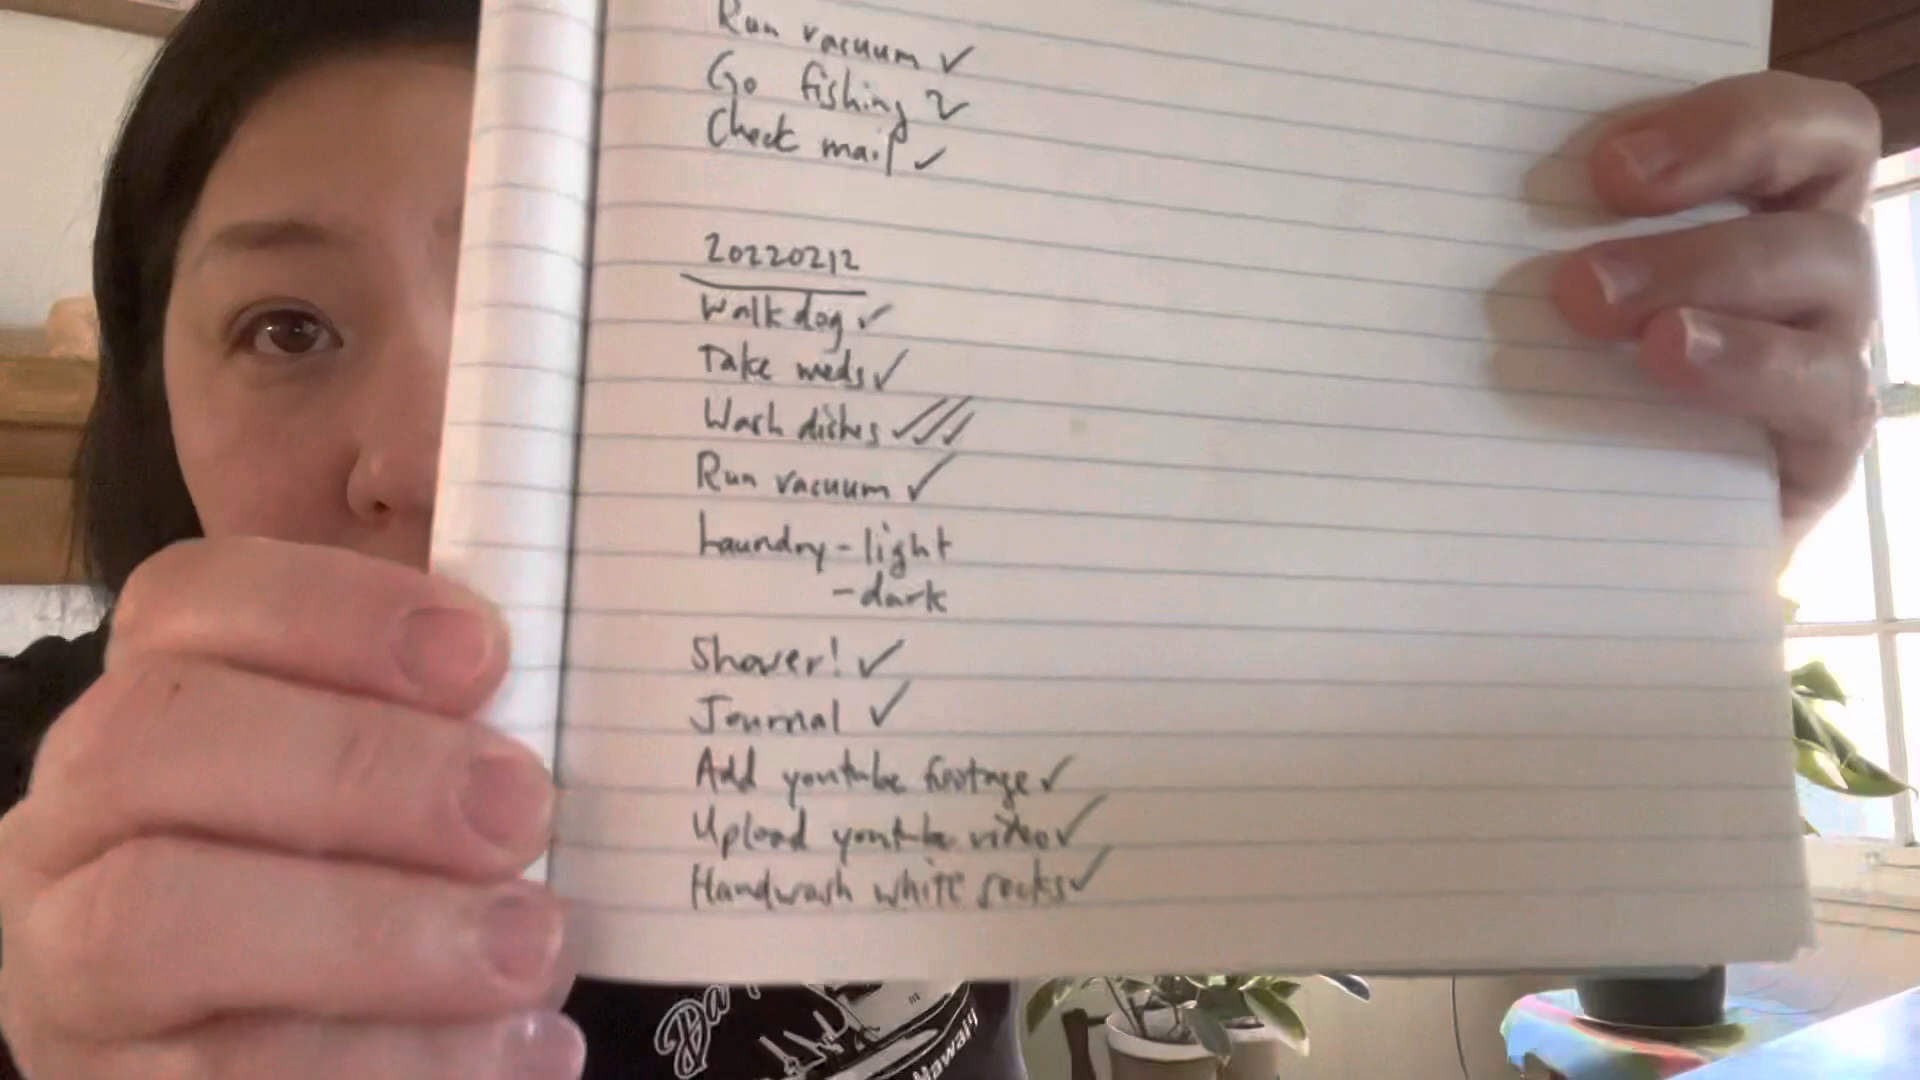 Run vacuum ✓
Go fishing ?✓
Check mail ✓
20220212
Walk dog ✓
Take meds ✓
Wash dishes ✓✓✓
Run vacuum ✓
Laundry - light
- dark
Shower! ✓
Journal ✓
Add youtube footage ✓
Upload youtube video ✓
Handwash white socks ✓
Hawaii